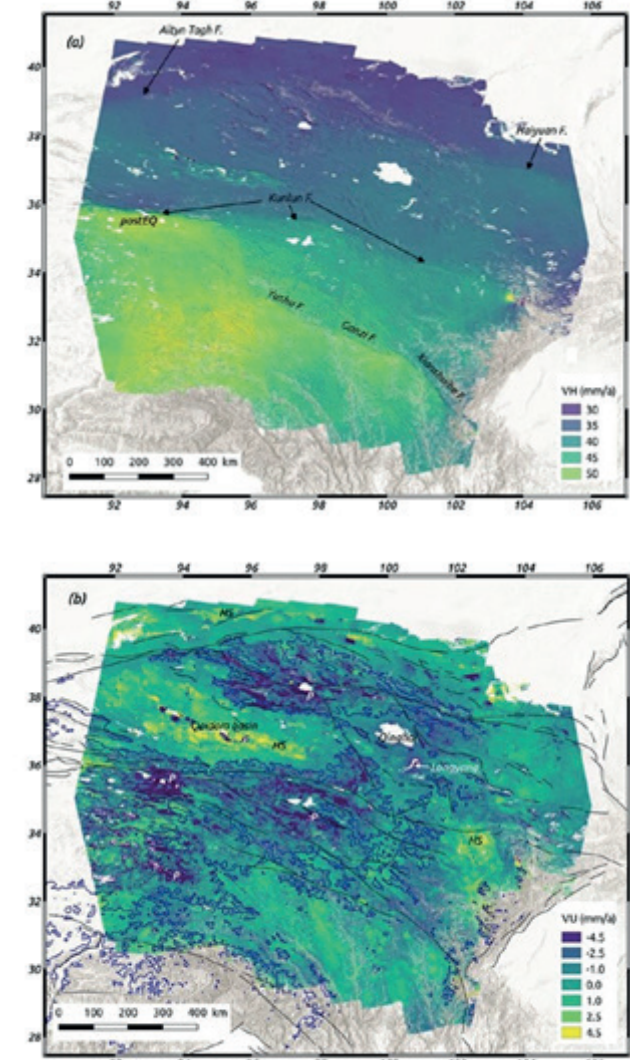 92 94 96 98 100 102 104 106
(a)
Altyn Tagh F.
40
38
Haiyuan F.
36
Kunlun F.
postEQ
34
Yushu F.
Ganzi F.
32
Xianshuihe F.
VH (mm/a)
30
30
35
40
45
50
0 100 200 300 400 km
28
92 94 96 98 100 102 104 106
92 94 96 98 100 102 104 106
(b)
MS
40
38
Qaidam basin
Qinghai
MS
36
Longyang
P
P
34
MS
P
32
VU (mm/a)
-4.5
-2.5
30
-1.0
0.0
1.0
0 100 200 300 400 km
2.5
4.5
28